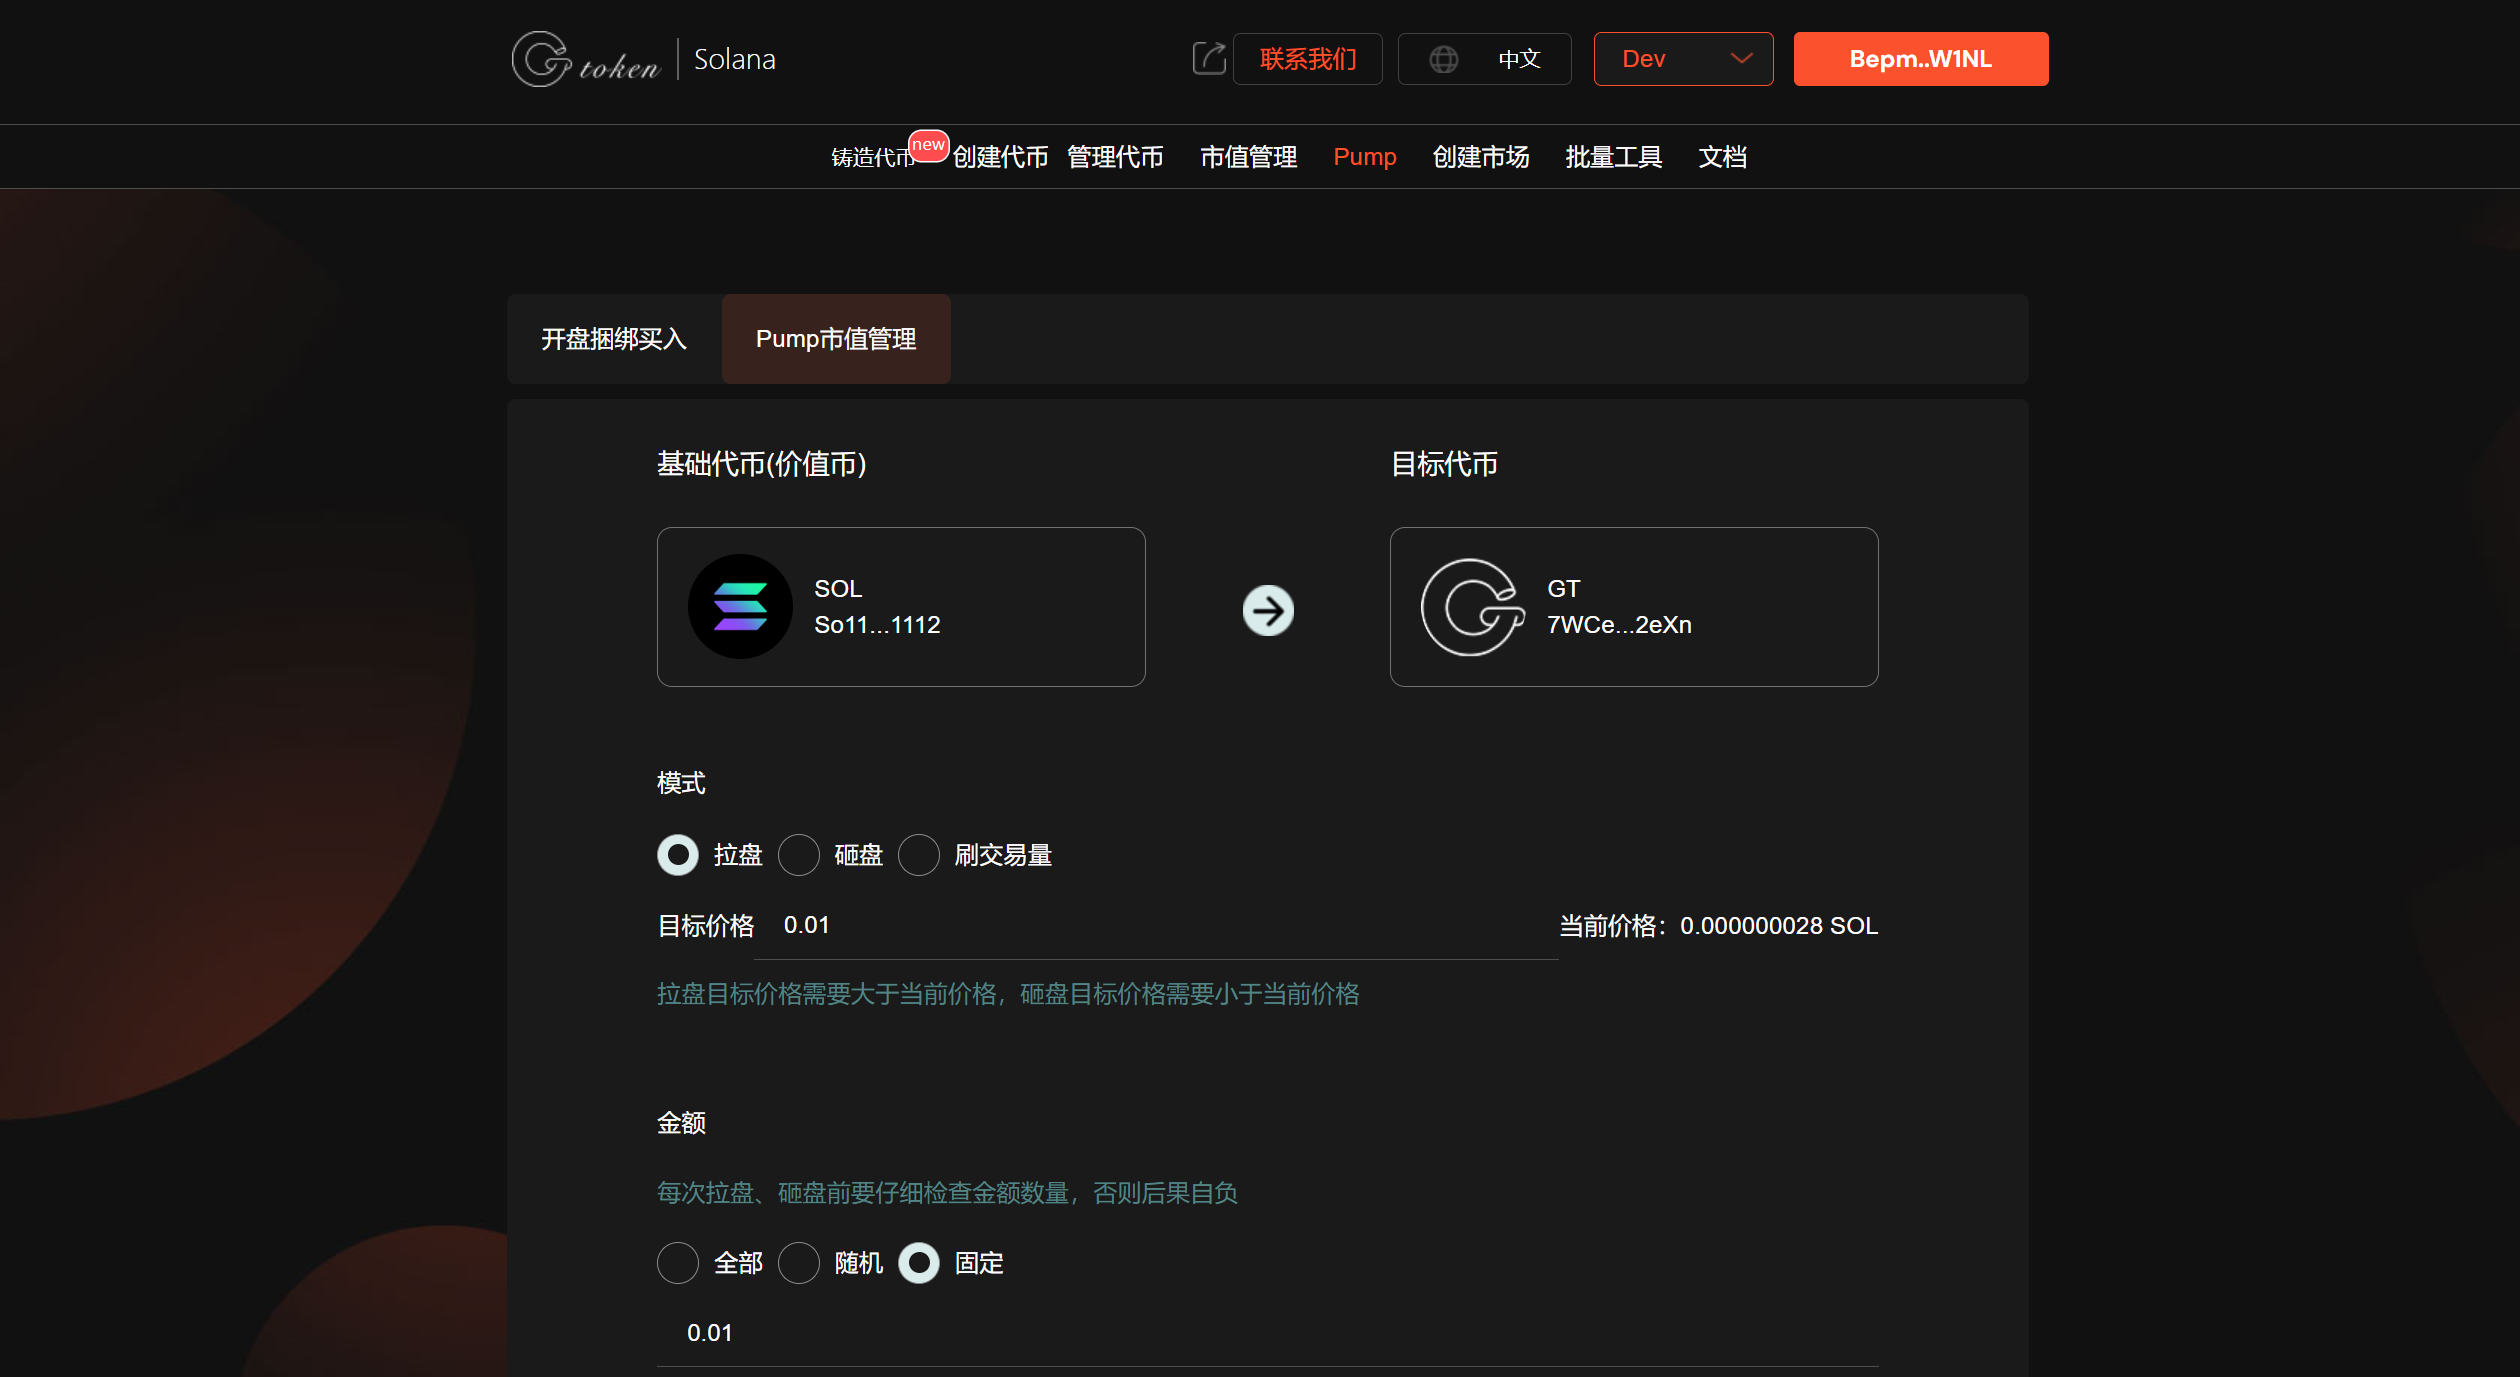 Gtoken | Solana
联系我们
中文
Dev
Bepm..W1NL
铸造代币 new 创建代币 管理代币 市值管理 Pump 创建市场 批量工具 文档
开盘捆绑买入 Pump市值管理
基础代币(价值币)
目标代币
SOL
So11...1112
GT
7WCe...2eXn
模式
拉盘 砸盘 刷交易量
目标价格 0.01 当前价格：0.000000028 SOL
拉盘目标价格需要大于当前价格，砸盘目标价格需要小于当前价格
金额
每次拉盘、砸盘前要仔细检查金额数量，否则后果自负
全部 随机 固定
0.01